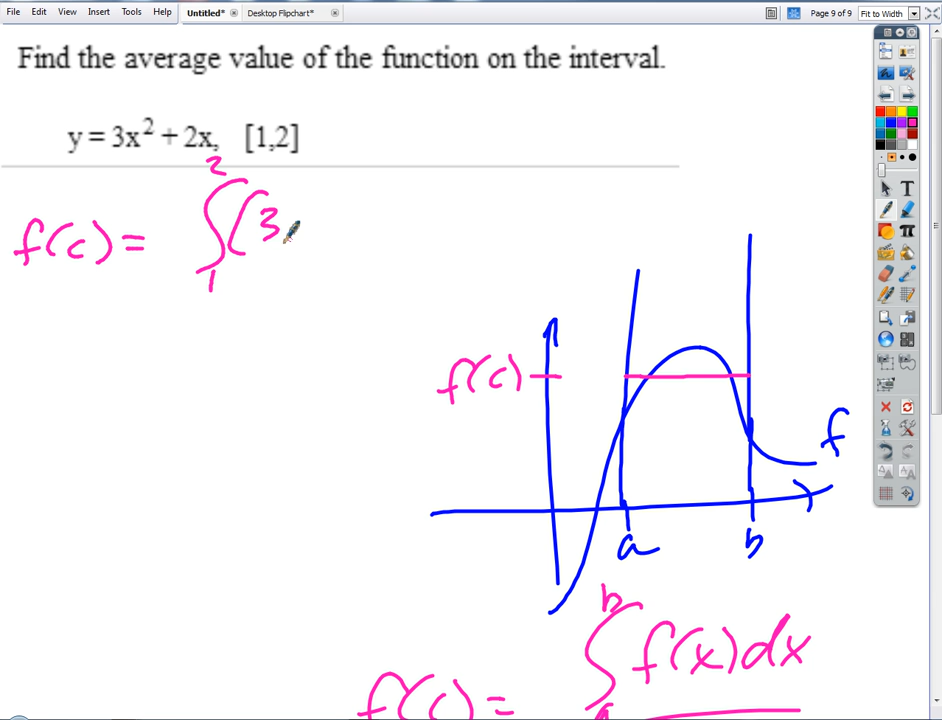 File Edit View Insert Tools Help Untitled* Desktop Flipchart* Page 9 of 9 Fit to Width
Find the average value of the function on the interval.
y = 3x² + 2x, [1,2]
f(c) = ∫₁² (3
f(c)
f
a b
f(c) = ∫ₐᵇ f(x)dx
T
π